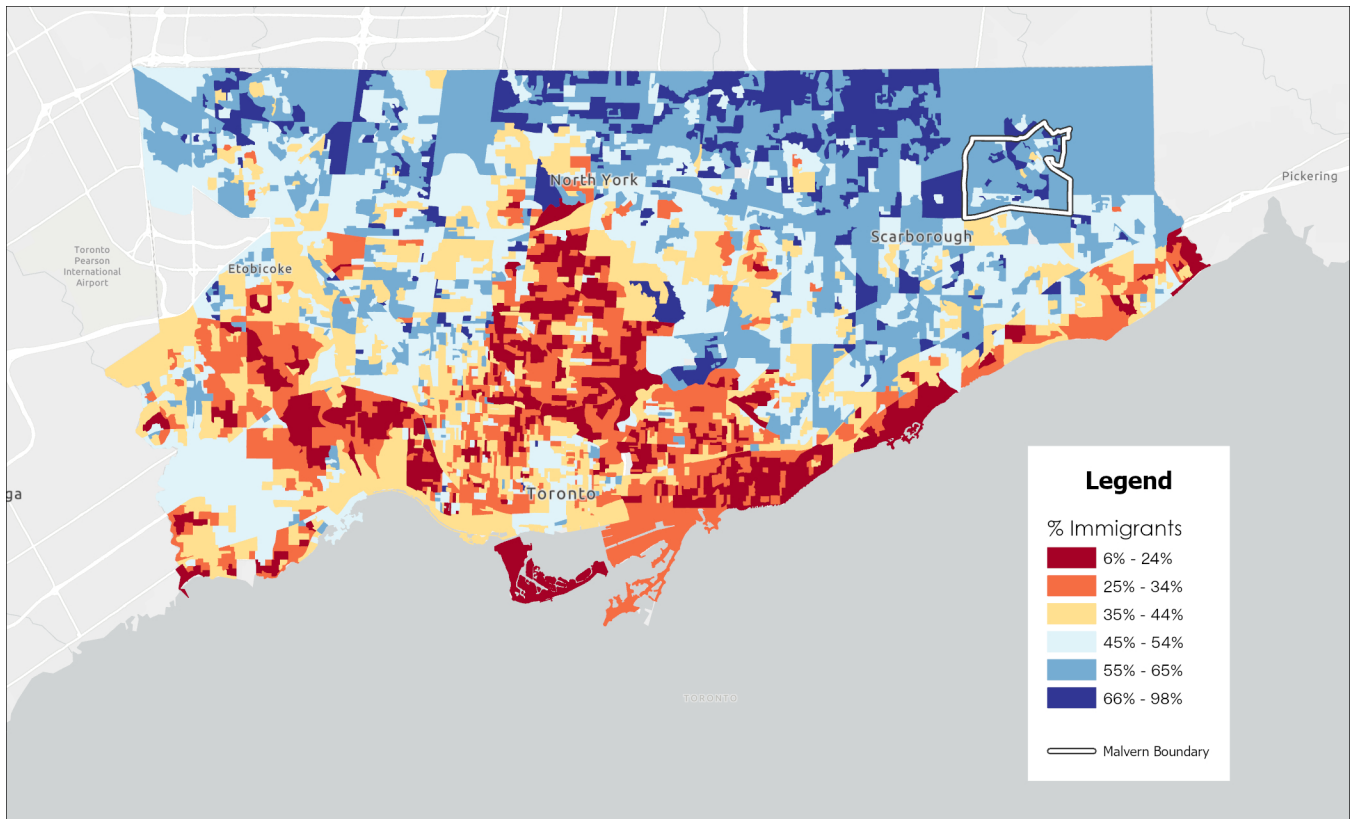 North York
Pickering
Scarborough
Toronto
Pearson
International
Airport
Etobicoke
ga
Toronto
TORONTO
Legend
% Immigrants
6% - 24%
25% - 34%
35% - 44%
45% - 54%
55% - 65%
66% - 98%
Malvern Boundary